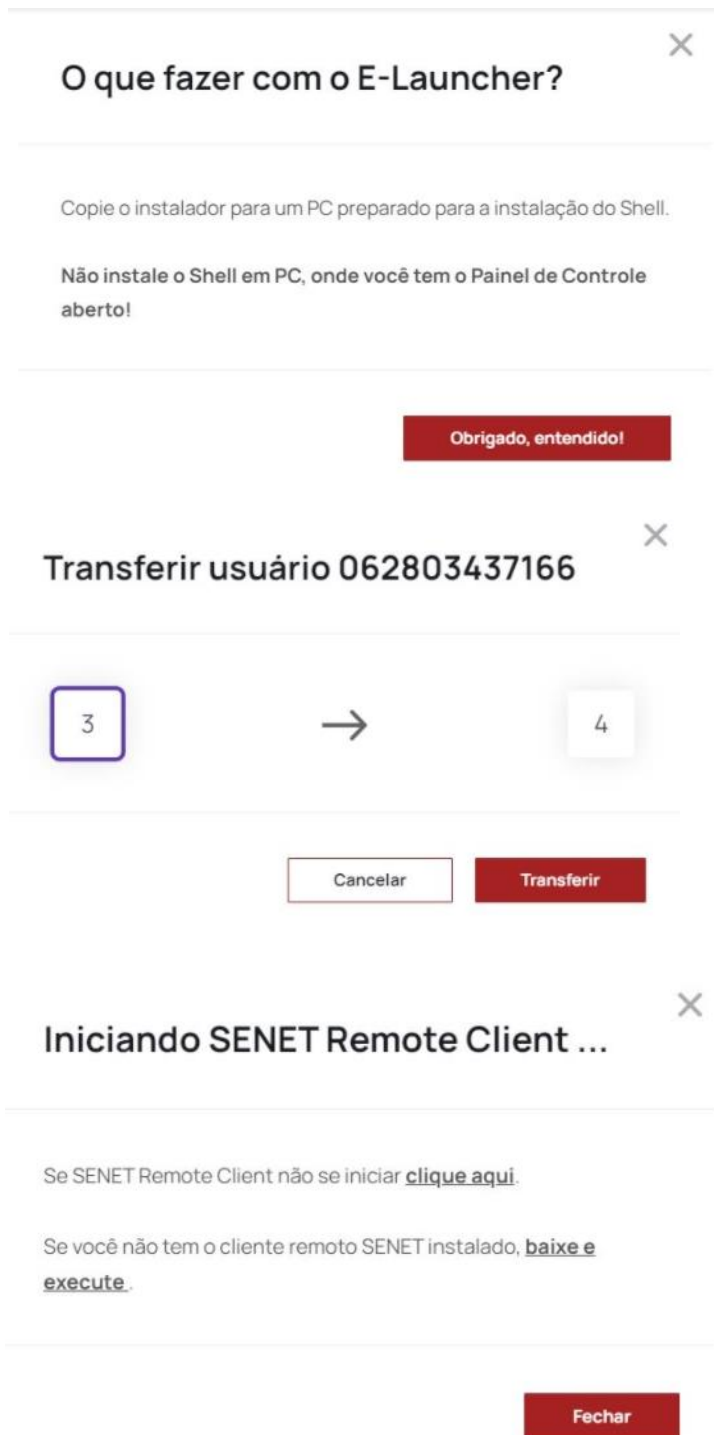 O que fazer com o E-Launcher?
Copie o instalador para um PC preparado para a instalação do Shell.
Não instale o Shell em PC, onde você tem o Painel de Controle
aberto!
Obrigado, entendido!
Transferir usuário 062803437166
3 → 4
Cancelar Transferir
Iniciando SENET Remote Client ...
Se SENET Remote Client não se iniciar clique aqui.
Se você não tem o cliente remoto SENET instalado, baixe e
execute .
Fechar